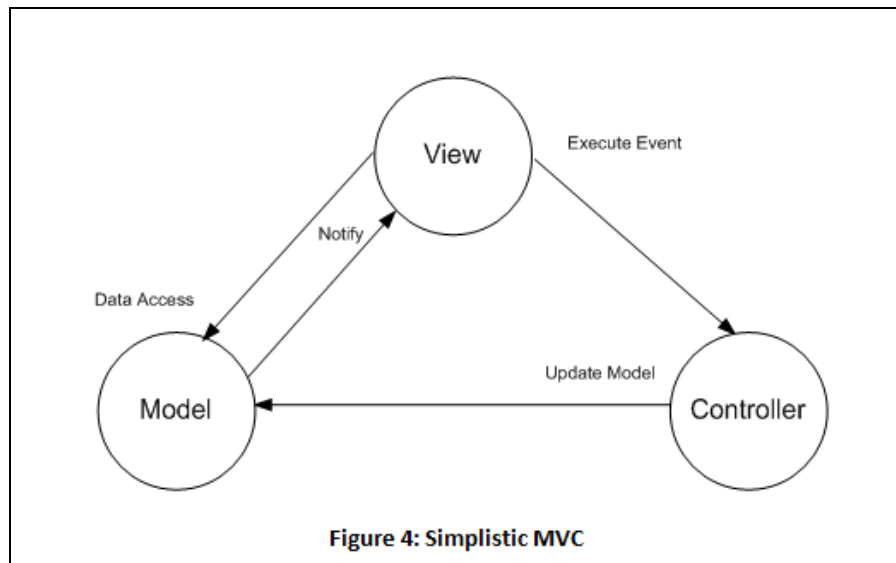 View
Execute Event
Notify
Data Access
Update Model
Model
Controller
Figure 4: Simplistic MVC